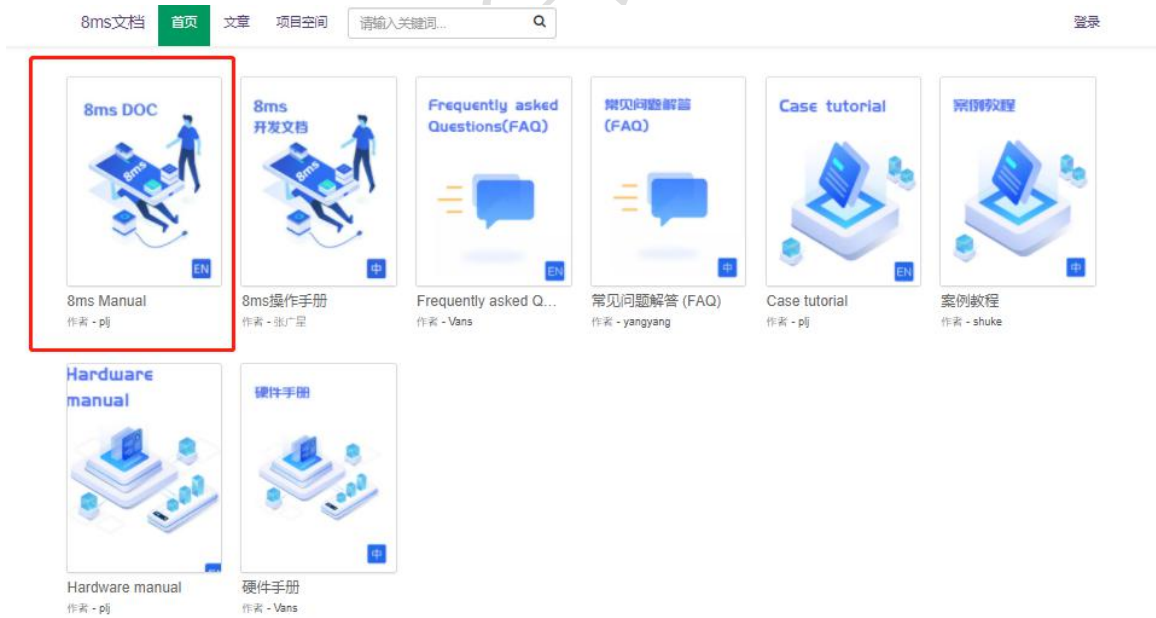 8ms文档 首页 文章 项目空间 请输入关键词... 登录
8ms DOC
8ms
EN
8ms Manual
作者 - plj
8ms
开发文档
8ms
中
8ms操作手册
作者 - 张广星
Frequently asked
Questions(FAQ)
EN
Frequently asked Q...
作者 - Vans
常见问题解答
(FAQ)
中
常见问题解答 (FAQ)
作者 - yangyang
Case tutorial
EN
Case tutorial
作者 - plj
案例教程
中
案例教程
作者 - shuke
Hardware
manual
Hardware manual
作者 - plj
硬件手册
中
硬件手册
作者 - Vans